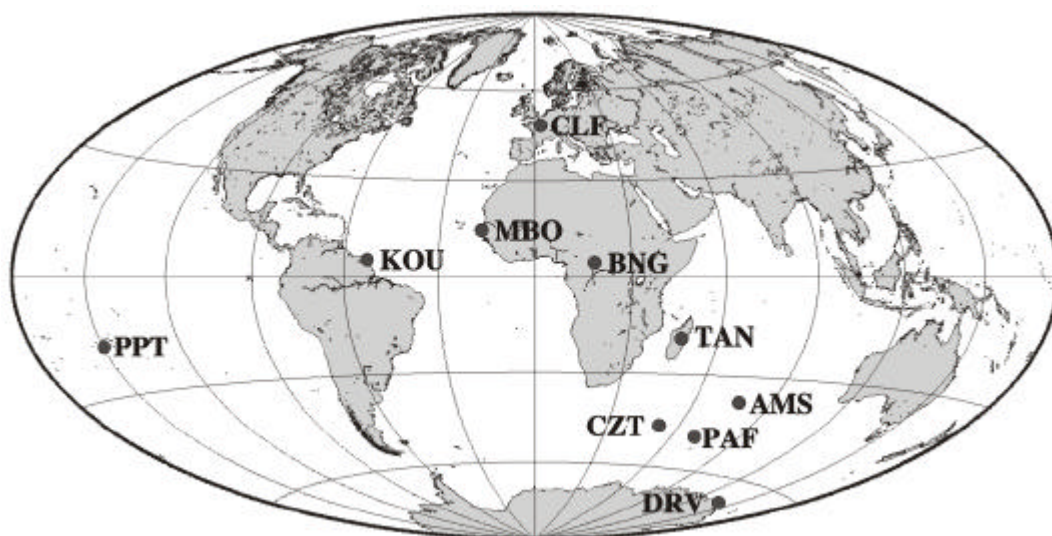 CLF
MBO
KOU
BNG
PPT
TAN
AMS
CZT
PAF
DRV